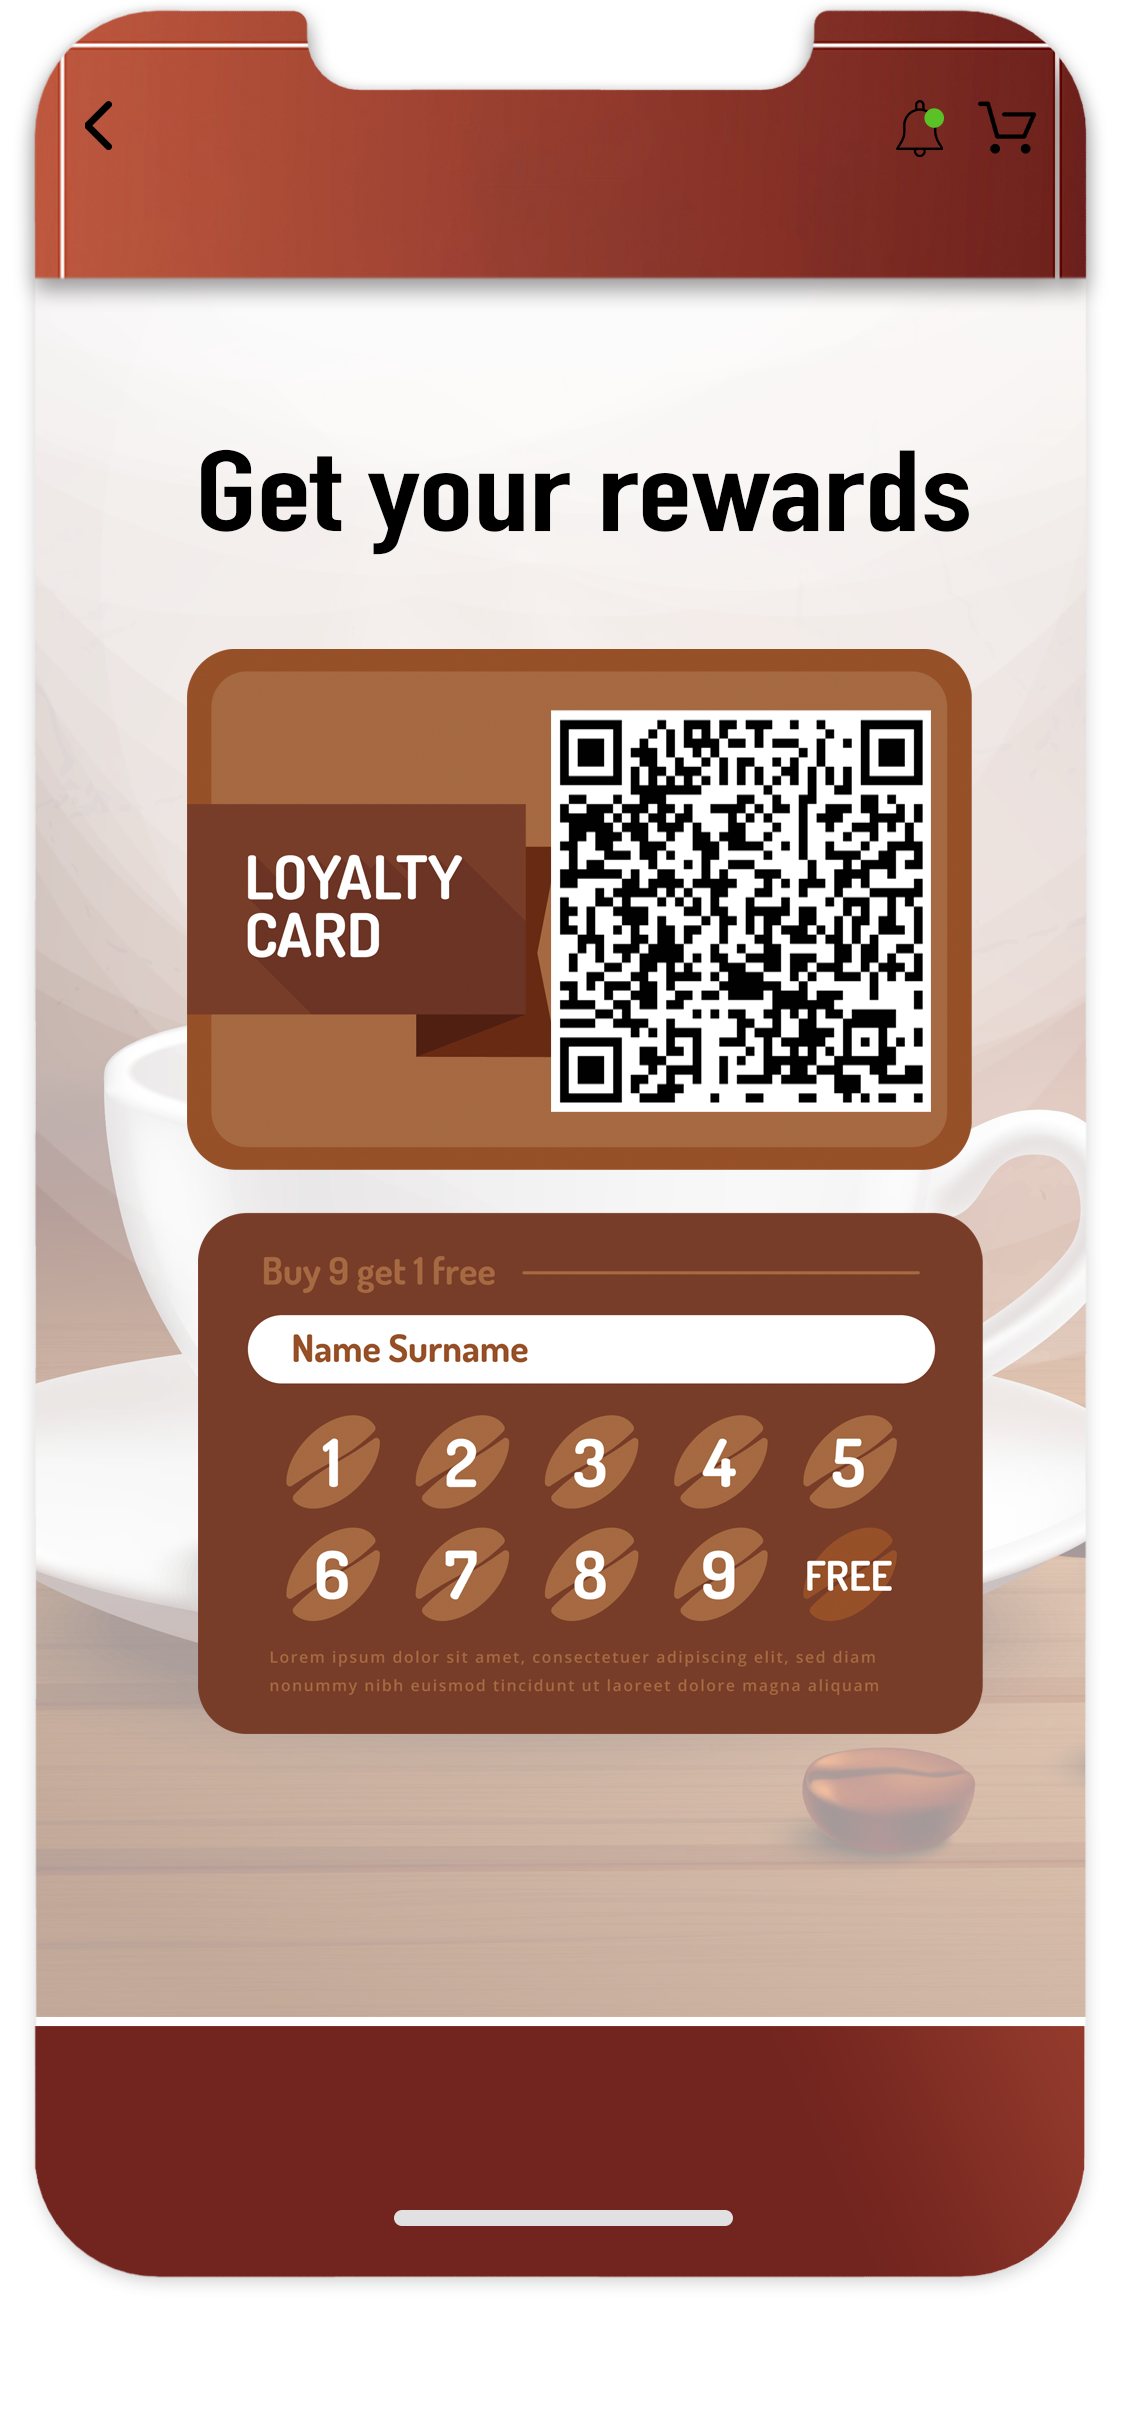 Get your rewards
LOYALTY
CARD
Buy 9 get 1 free
Name Surname
1 2 3 4 5
6 7 8 9 FREE
Lorem ipsum dolor sit amet, consectetuer adipiscing elit, sed diam
nonummy nibh euismod tincidunt ut laoreet dolore magna aliquam